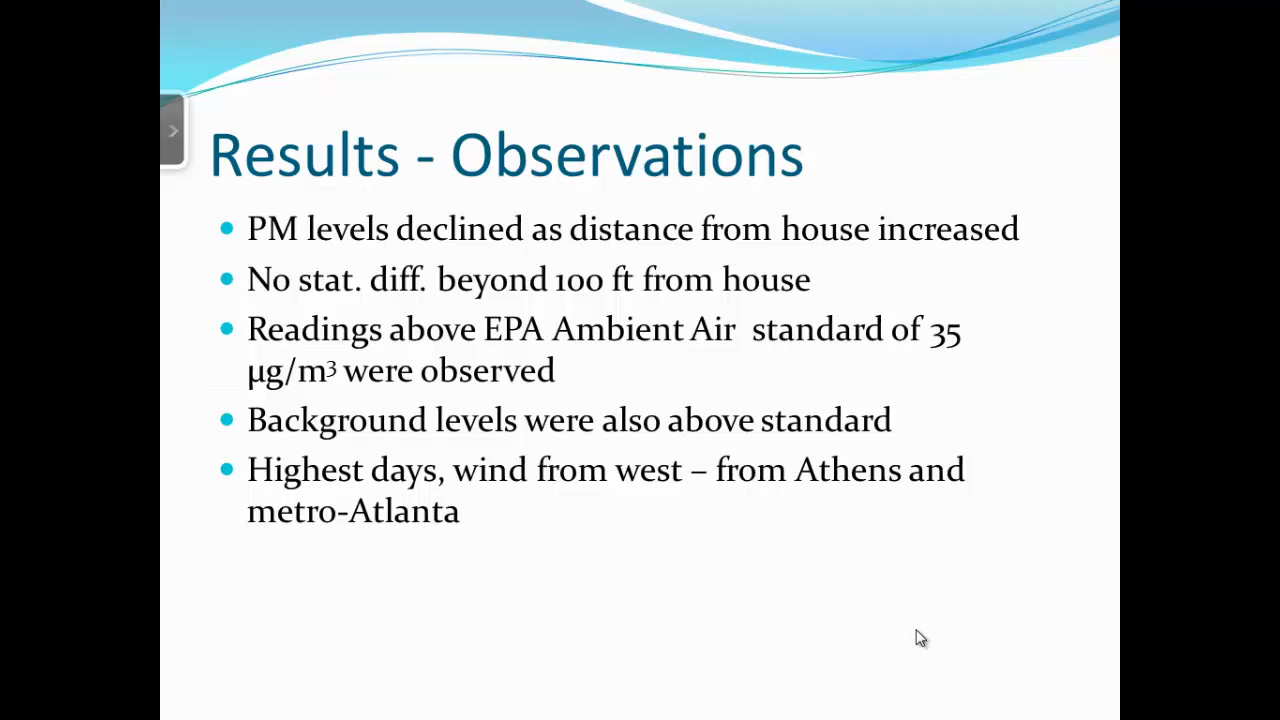 Results - Observations
• PM levels declined as distance from house increased
• No stat. diff. beyond 100 ft from house
• Readings above EPA Ambient Air  standard of 35
µg/m³ were observed
• Background levels were also above standard
• Highest days, wind from west – from Athens and
metro-Atlanta